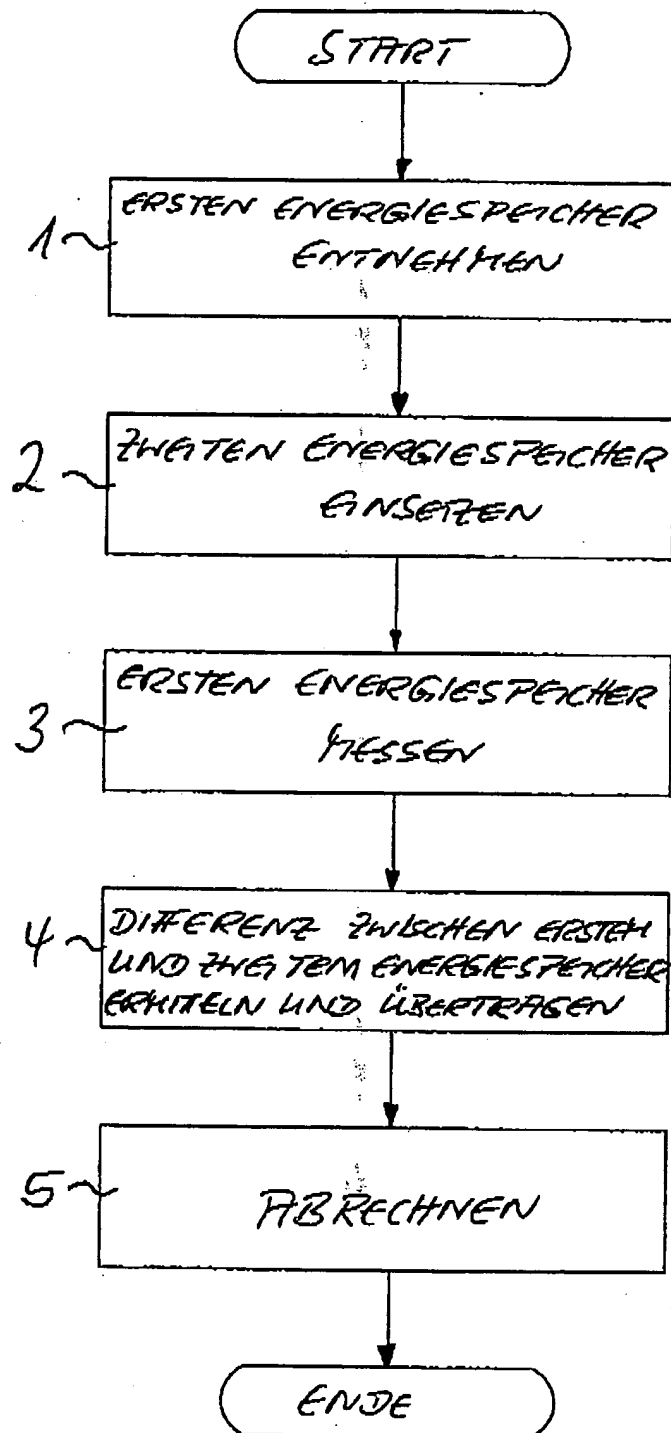 START
1
ERSTEN ENERGIESPEICHER
ENTNEHMEN
2
ZWEITEN ENERGIESPEICHER
EINSETZEN
3
ERSTEN ENERGIESPEICHER
MESSEN
4
DIFFERENZ ZWISCHEN ERSTEM
UND ZWEITEM ENERGIESPEICHER
ERMITTELN UND ÜBERTRAGEN
5
ABRECHNEN
ENDE